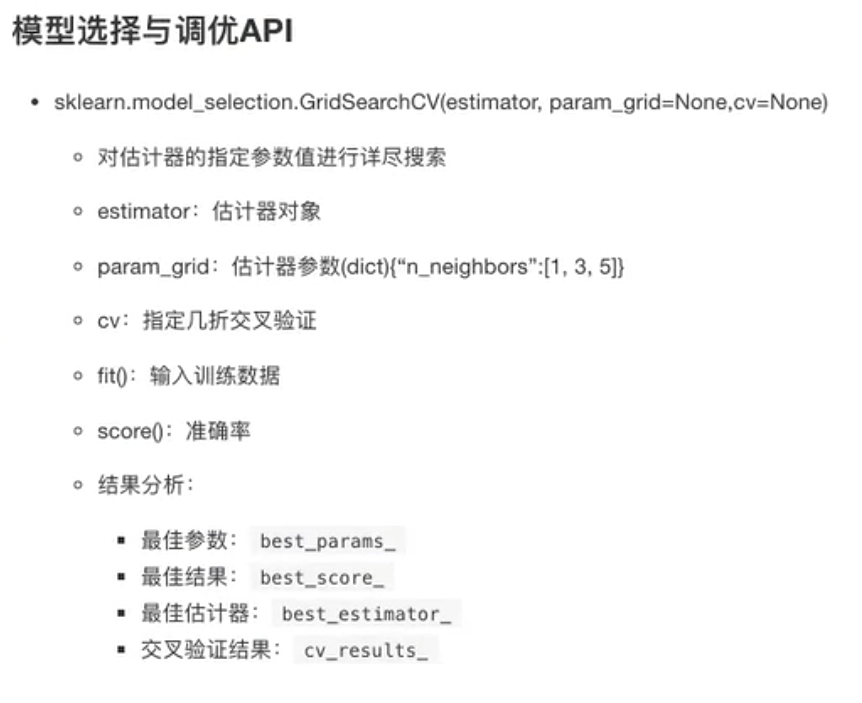 模型选择与调优API
• sklearn.model_selection.GridSearchCV(estimator, param_grid=None,cv=None)
◦ 对估计器的指定参数值进行详尽搜索
◦ estimator：估计器对象
◦ param_grid：估计器参数(dict){“n_neighbors”:[1, 3, 5]}
◦ cv：指定几折交叉验证
◦ fit()：输入训练数据
◦ score()：准确率
◦ 结果分析：
▪ 最佳参数： best_params_
▪ 最佳结果： best_score_
▪ 最佳估计器： best_estimator_
▪ 交叉验证结果： cv_results_